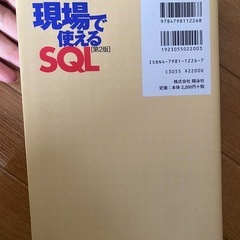 現場で
使える
[第2版]
SQL
9784798112268
1923055022003
ISBN4-7981-1226-7
C3055 ¥2200E
株式会社 翔泳社
定価:本体2,200円+税